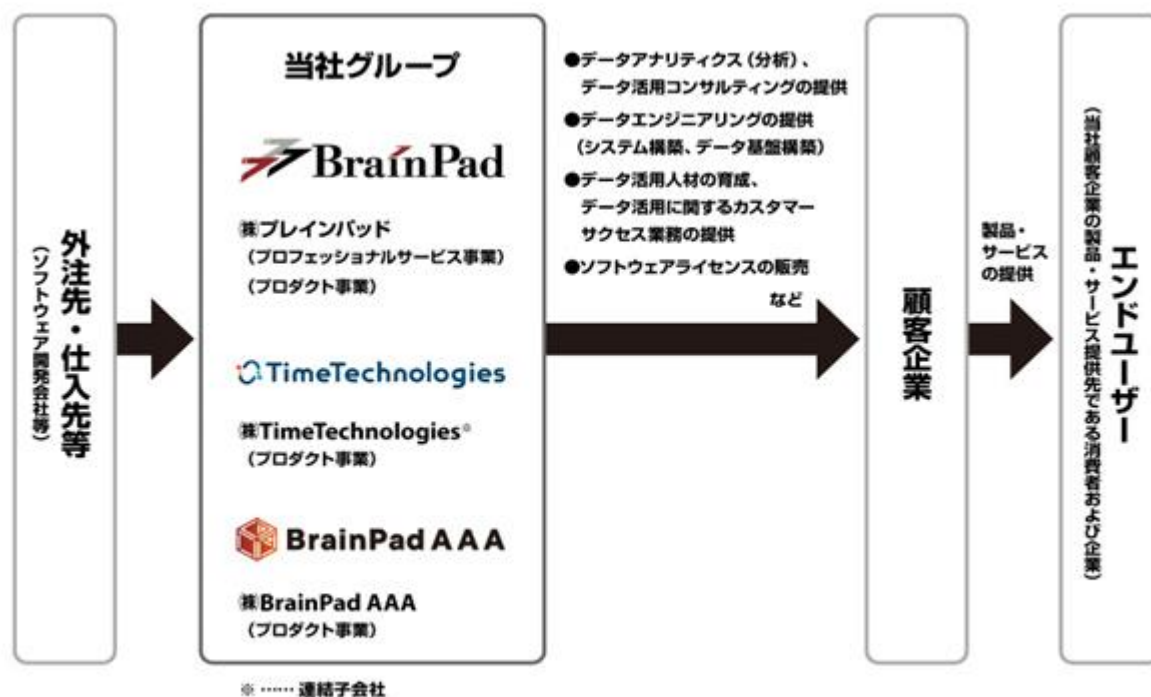 外注先・仕入先等
（ソフトウェア開発会社等）
当社グループ
BrainPad
㈱ブレインパッド
（プロフェッショナルサービス事業）
（プロダクト事業）
TimeTechnologies
㈱TimeTechnologies※
（プロダクト事業）
BrainPad AAA
㈱BrainPad AAA
（プロダクト事業）
※ …… 連結子会社
●データアナリティクス（分析）、
データ活用コンサルティングの提供
●データエンジニアリングの提供
（システム構築、データ基盤構築）
●データ活用人材の育成、
データ活用に関するカスタマー
サクセス業務の提供
●ソフトウェアライセンスの販売
など
顧客企業
製品・
サービス
の提供
エンドユーザー
（当社顧客企業の製品・サービス提供先である消費者および企業）